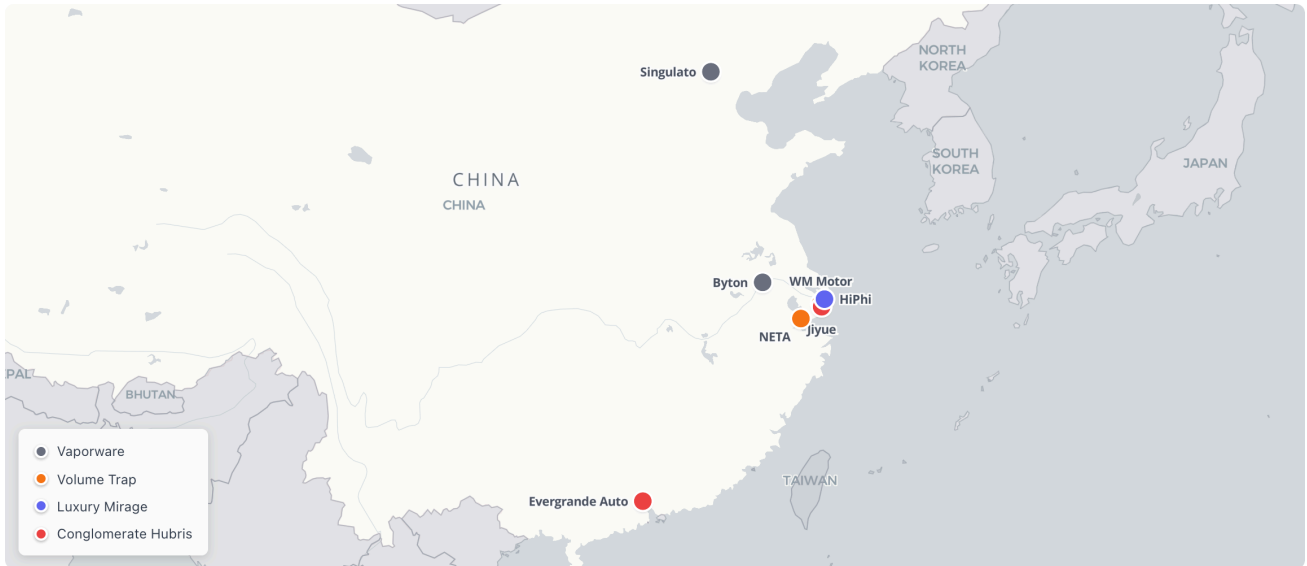 Singulato
NORTH
KOREA
SOUTH
KOREA
JAPAN
CHINA
CHINA
Byton
WM Motor
HiPhi
Jiyue
NETA
PAL
BHUTAN
TAIWAN
Evergrande Auto
Vaporware
Volume Trap
Luxury Mirage
Conglomerate Hubris